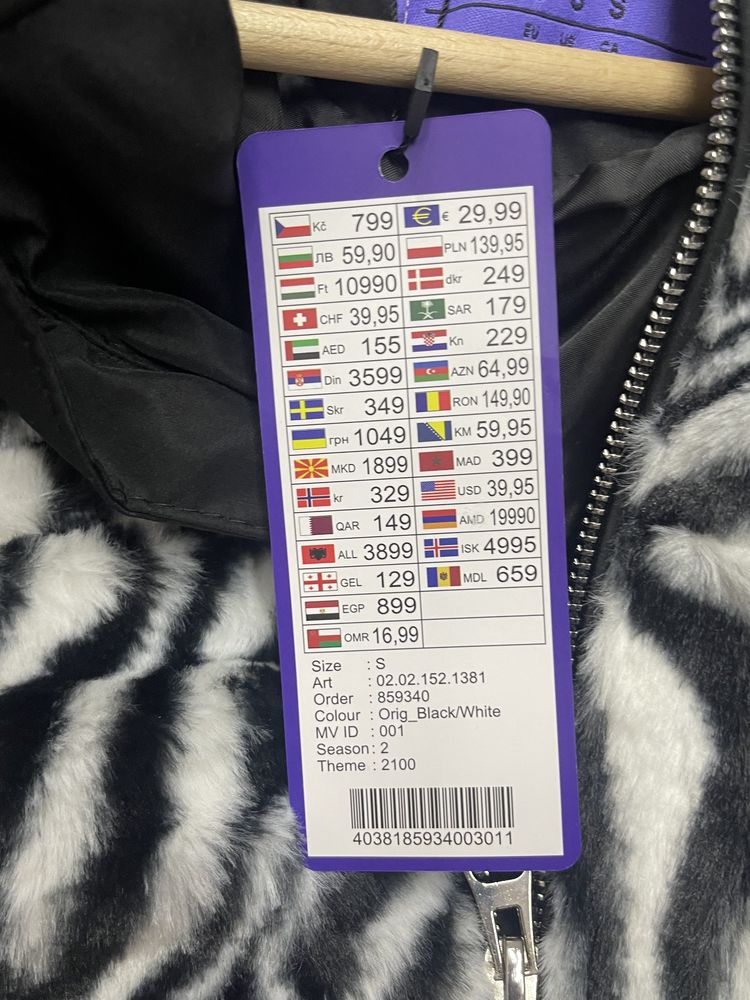 EU
CA
Kč 799 € 29,99
ЛВ 59,90 PLN 139,95
Ft 10990 dkr 249
CHF 39,95 SAR 179
AED 155 Kn 229
Din 3599 AZN 64,99
Skr 349 RON 149,90
грн 1049 KM 59,95
MKD 1899 MAD 399
kr 329 USD 39,95
QAR 149 AMD 19990
ALL 3899 ISK 4995
GEL 129 MDL 659
EGP 899
OMR 16,99
Size : S
Art : 02.02.152.1381
Order : 859340
Colour : Orig_Black/White
MV ID : 001
Season : 2
Theme : 2100
4038185934003011